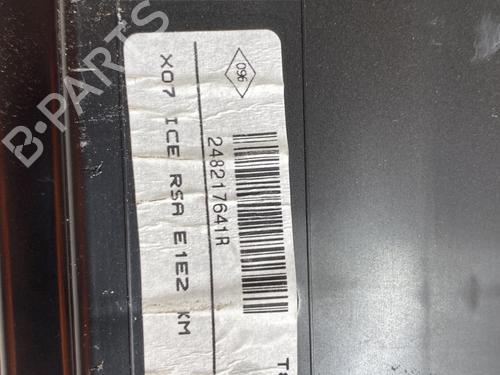 096
248217641R
X07 ICE RSA E1E2 KM
B-PARTS